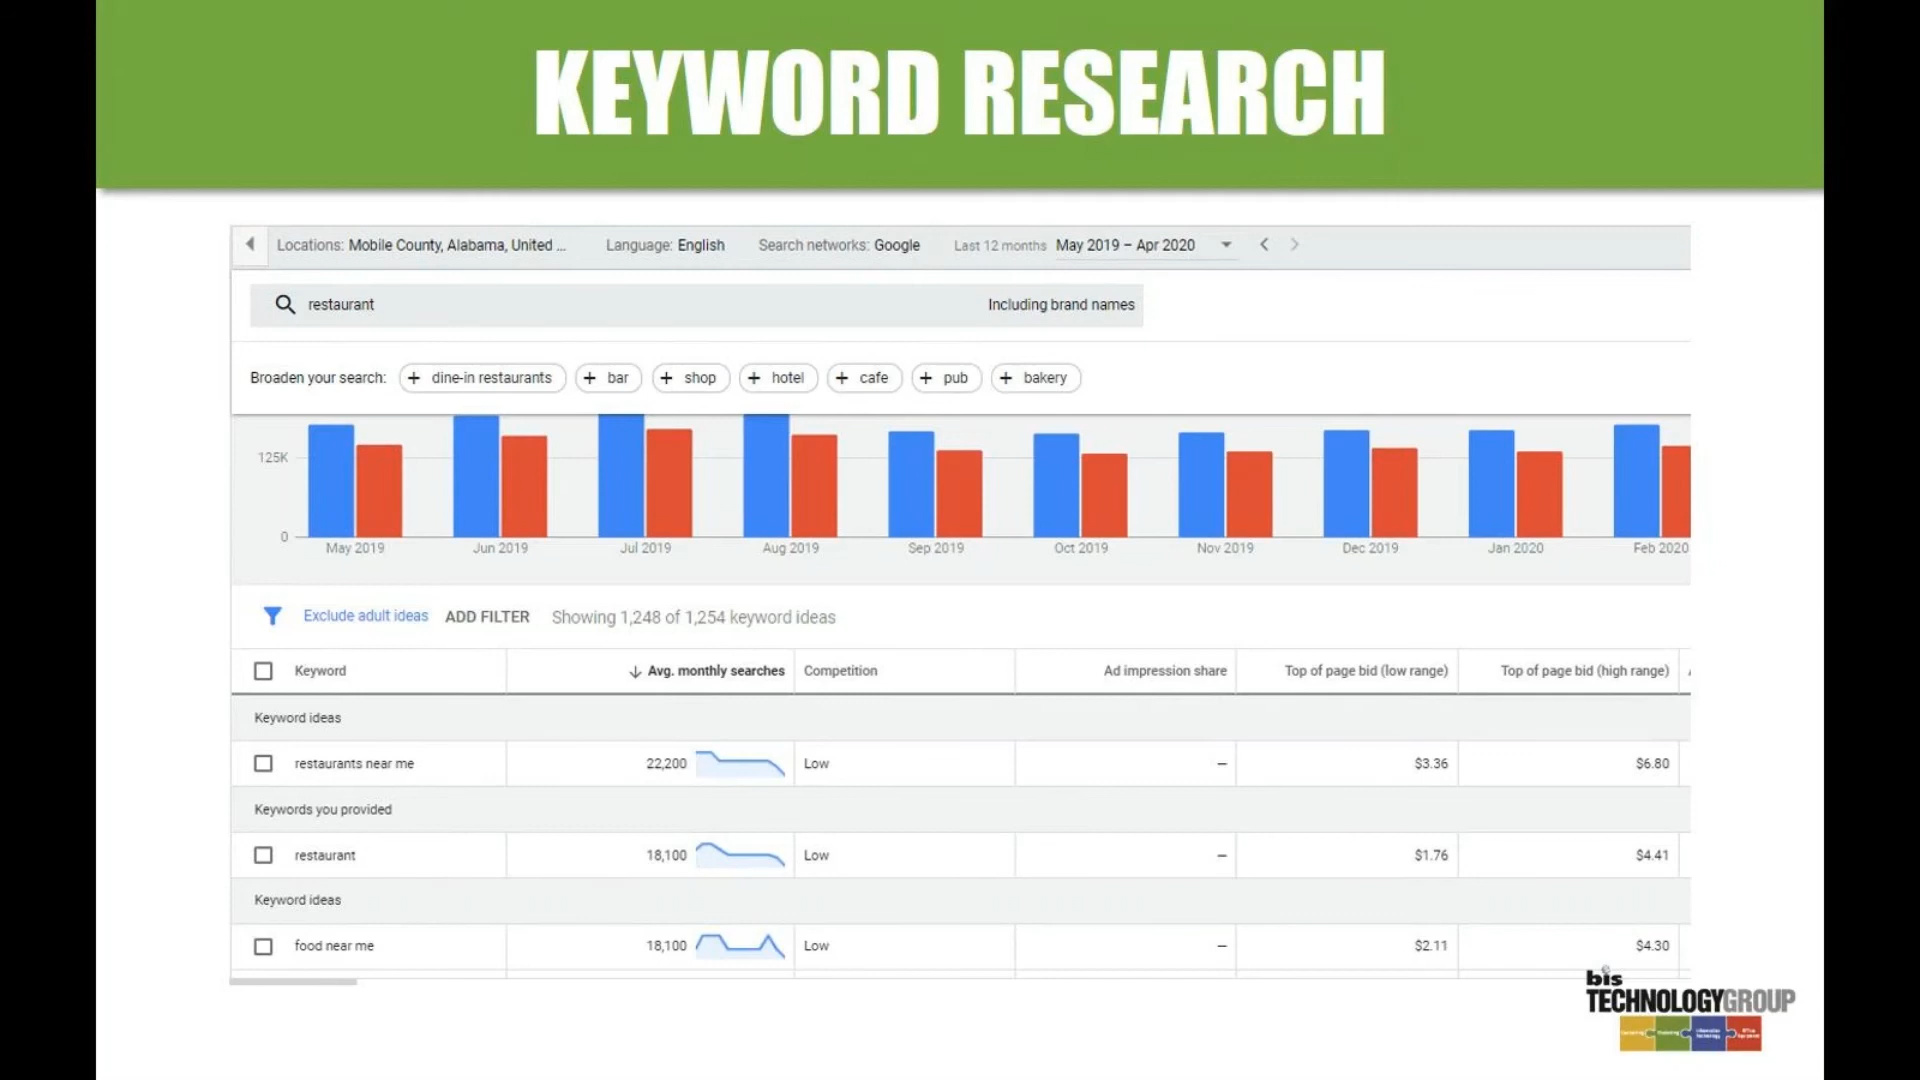 KEYWORD RESEARCH
Locations: Mobile County, Alabama, United ... Language: English Search networks: Google Last 12 months May 2019 – Apr 2020
restaurant Including brand names
Broaden your search: + dine-in restaurants + bar + shop + hotel + cafe + pub + bakery
125K
0
May 2019 Jun 2019 Jul 2019 Aug 2019 Sep 2019 Oct 2019 Nov 2019 Dec 2019 Jan 2020 Feb 2020
Exclude adult ideas ADD FILTER Showing 1,248 of 1,254 keyword ideas
Keyword Avg. monthly searches Competition Ad impression share Top of page bid (low range) Top of page bid (high range)
Keyword ideas
restaurants near me 22,200 Low – $3.36 $6.80
Keywords you provided
restaurant 18,100 Low – $1.76 $4.41
Keyword ideas
food near me 18,100 Low – $2.11 $4.30
bis
TECHNOLOGYGROUP